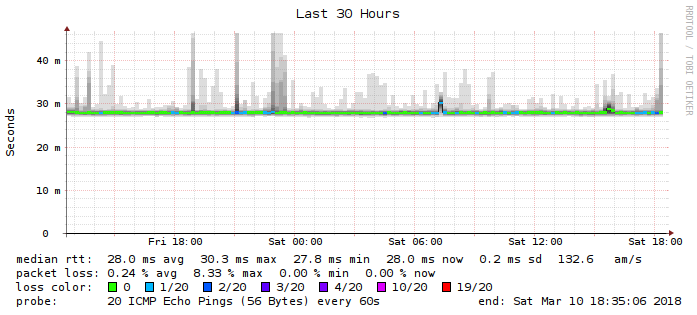 Last 30 Hours
RRDTOOL / TOBI OETIKER
Seconds
40 m
30 m
20 m
10 m
0
Fri 18:00 Sat 00:00 Sat 06:00 Sat 12:00 Sat 18:00
median rtt: 28.0 ms avg 30.3 ms max 27.8 ms min 28.0 ms now 0.2 ms sd 132.6 am/s
packet loss: 0.24 % avg 8.33 % max 0.00 % min 0.00 % now
loss color: 0 1/20 2/20 3/20 4/20 10/20 19/20
probe: 20 ICMP Echo Pings (56 Bytes) every 60s end: Sat Mar 10 18:35:06 2018